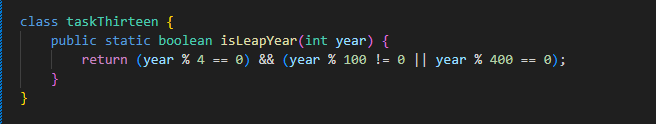 class taskThirteen {
public static boolean isLeapYear(int year) {
return (year % 4 == 0) && (year % 100 != 0 || year % 400 == 0);
}
}